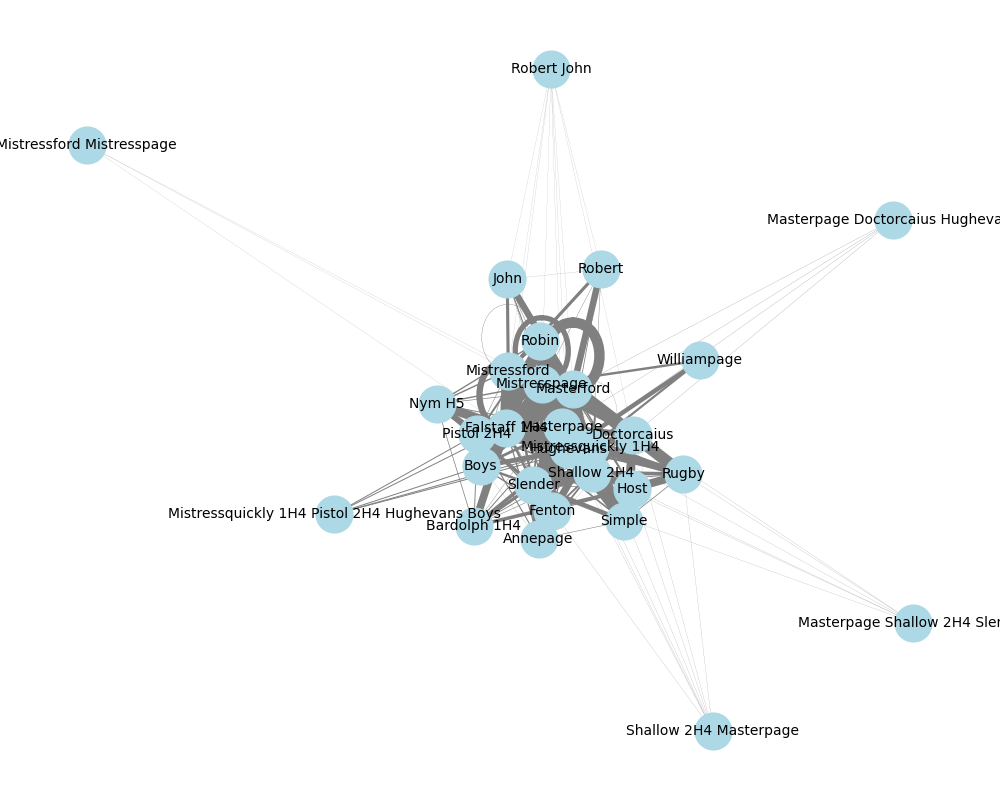 Robert John
Mistressford Mistresspage
Masterpage Doctorcaius Hugheva
Robert
John
Robin
Williampage
Mistressford
Mistresspage
Masterford
Nym H5
Falstaff 1H4
Masterpage
Pistol 2H4
Doctorcaius
Mistressquickly 1H4
Hughevans
Boys
Shallow 2H4
Rugby
Slender
Host
Fenton
Mistressquickly 1H4 Pistol 2H4 Hughevans Boys
Simple
Bardolph 1H4
Annepage
Masterpage Shallow 2H4 Sle
Shallow 2H4 Masterpage